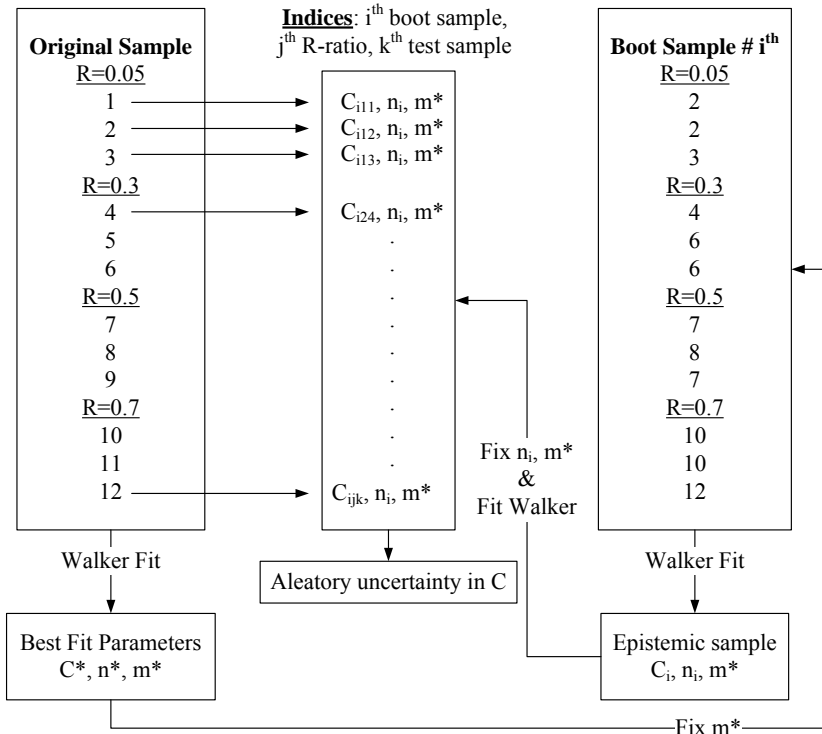 Original Sample
R=0.05
1
2
3
R=0.3
4
5
6
R=0.5
7
8
9
R=0.7
10
11
12
Walker Fit
Best Fit Parameters
C*, n*, m*
Indices: iᵗʰ boot sample,
jᵗʰ R-ratio, kᵗʰ test sample
Cᵢ₁₁, nᵢ, m*
Cᵢ₁₂, nᵢ, m*
Cᵢ₁₃, nᵢ, m*
Cᵢ₂₄, nᵢ, m*
.
.
.
.
.
.
.
.
.
Cᵢⱼₖ, nᵢ, m*
Aleatory uncertainty in C
Fix nᵢ, m*
&
Fit Walker
Boot Sample # iᵗʰ
R=0.05
2
2
3
R=0.3
4
6
6
R=0.5
7
8
7
R=0.7
10
10
12
Walker Fit
Epistemic sample
Cᵢ, nᵢ, m*
Fix m*